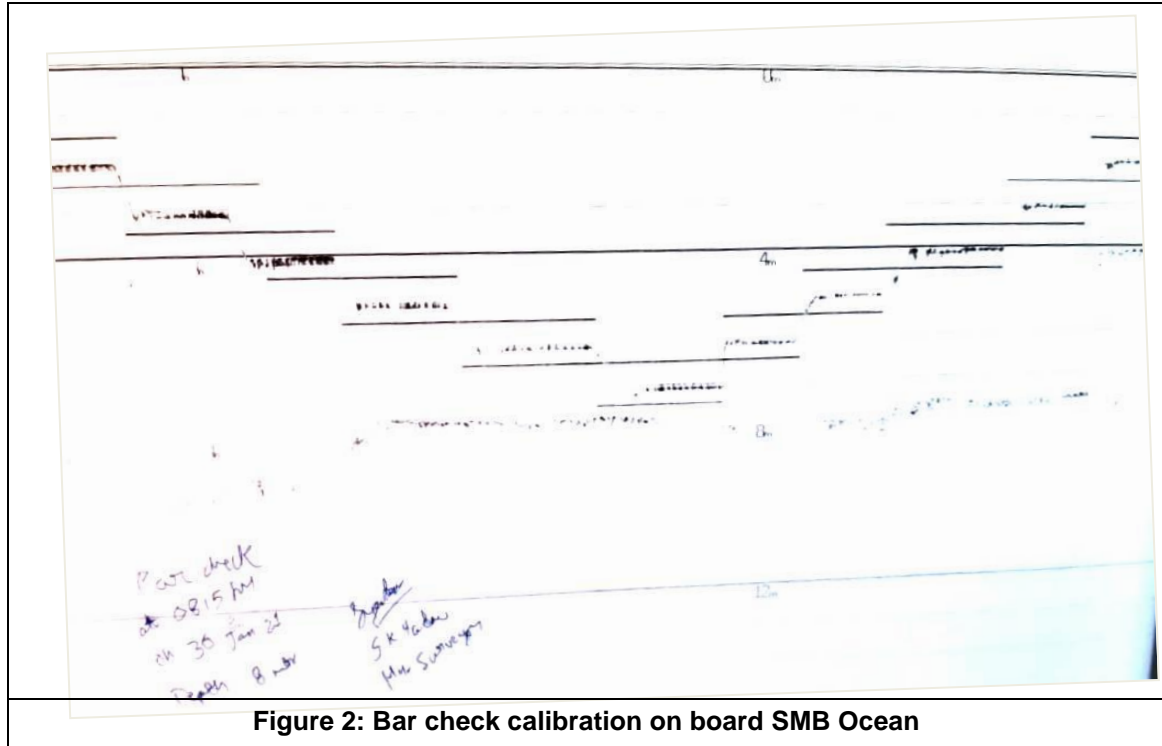 0m
4m
8m
12m
Bar check
at 0815 hrs
on 30 Jan 21
Depth 8 mtr
S K Yadav
Surveyor
Figure 2: Bar check calibration on board SMB Ocean